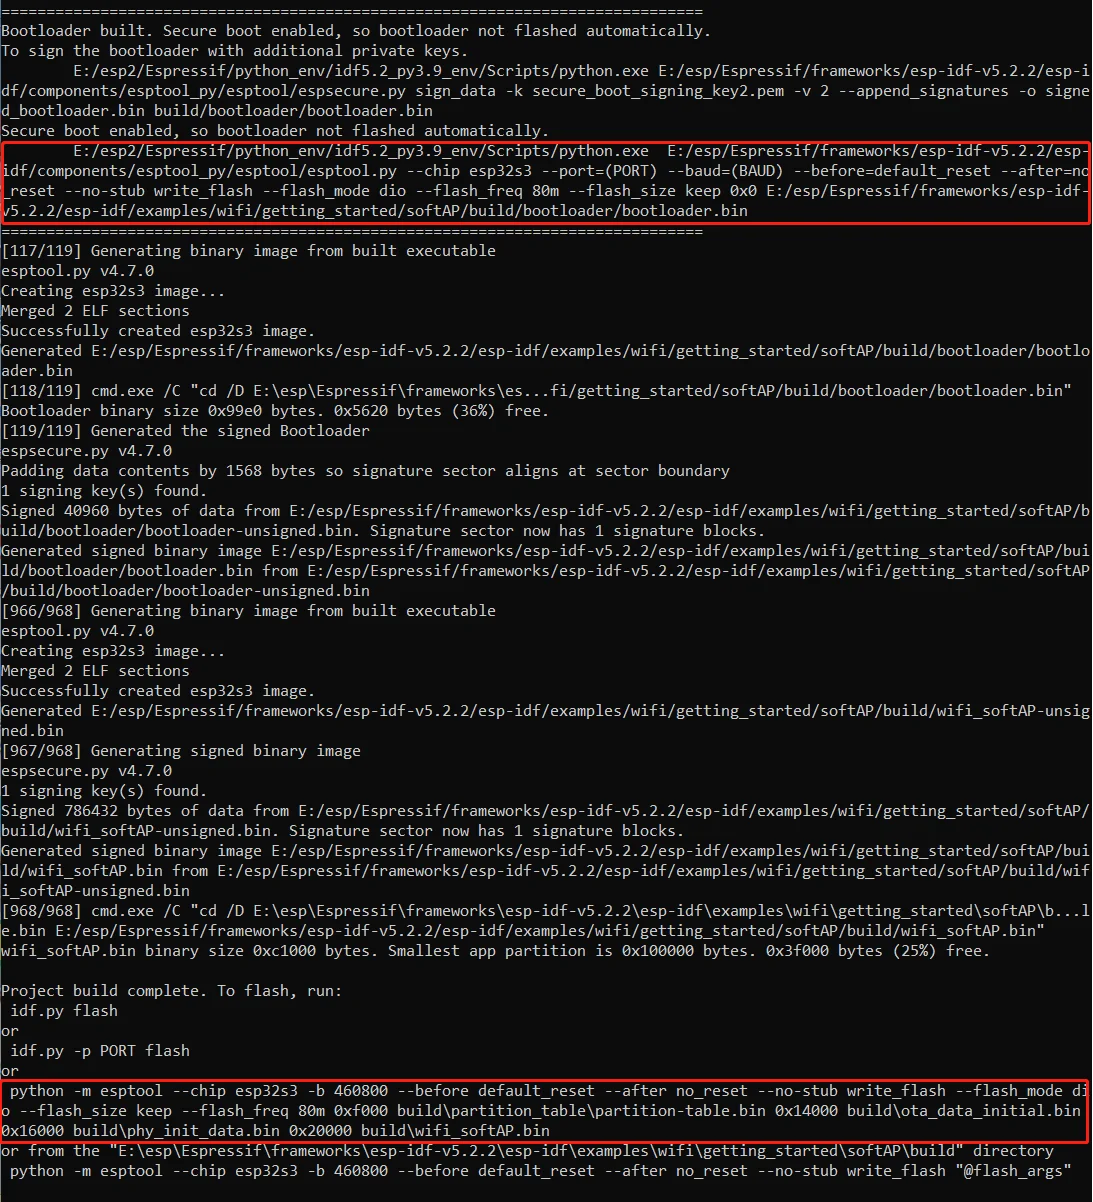 ==============================================================================
Bootloader built. Secure boot enabled, so bootloader not flashed automatically.
To sign the bootloader with additional private keys.
        E:/esp2/Espressif/python_env/idf5.2_py3.9_env/Scripts/python.exe E:/esp/Espressif/frameworks/esp-idf-v5.2.2/esp-i
df/components/esptool_py/esptool/espsecure.py sign_data -k secure_boot_signing_key2.pem -v 2 --append_signatures -o signe
d_bootloader.bin build/bootloader/bootloader.bin
Secure boot enabled, so bootloader not flashed automatically.
        E:/esp2/Espressif/python_env/idf5.2_py3.9_env/Scripts/python.exe  E:/esp/Espressif/frameworks/esp-idf-v5.2.2/esp-
idf/components/esptool_py/esptool/esptool.py --chip esp32s3 --port=(PORT) --baud=(BAUD) --before=default_reset --after=no
_reset --no-stub write_flash --flash_mode dio --flash_freq 80m --flash_size keep 0x0 E:/esp/Espressif/frameworks/esp-idf-
v5.2.2/esp-idf/examples/wifi/getting_started/softAP/build/bootloader/bootloader.bin
==============================================================================
[117/119] Generating binary image from built executable
esptool.py v4.7.0
Creating esp32s3 image...
Merged 2 ELF sections
Successfully created esp32s3 image.
Generated E:/esp/Espressif/frameworks/esp-idf-v5.2.2/esp-idf/examples/wifi/getting_started/softAP/build/bootloader/bootlo
ader.bin
[118/119] cmd.exe /C "cd /D E:\esp\Espressif\frameworks\es...fi/getting_started/softAP/build/bootloader/bootloader.bin"
Bootloader binary size 0x99e0 bytes. 0x5620 bytes (36%) free.
[119/119] Generated the signed Bootloader
espsecure.py v4.7.0
Padding data contents by 1568 bytes so signature sector aligns at sector boundary
1 signing key(s) found.
Signed 40960 bytes of data from E:/esp/Espressif/frameworks/esp-idf-v5.2.2/esp-idf/examples/wifi/getting_started/softAP/b
uild/bootloader/bootloader-unsigned.bin. Signature sector now has 1 signature blocks.
Generated signed binary image E:/esp/Espressif/frameworks/esp-idf-v5.2.2/esp-idf/examples/wifi/getting_started/softAP/bui
ld/bootloader/bootloader.bin from E:/esp/Espressif/frameworks/esp-idf-v5.2.2/esp-idf/examples/wifi/getting_started/softAP
/build/bootloader/bootloader-unsigned.bin
[966/968] Generating binary image from built executable
esptool.py v4.7.0
Creating esp32s3 image...
Merged 2 ELF sections
Successfully created esp32s3 image.
Generated E:/esp/Espressif/frameworks/esp-idf-v5.2.2/esp-idf/examples/wifi/getting_started/softAP/build/wifi_softAP-unsig
ned.bin
[967/968] Generating signed binary image
espsecure.py v4.7.0
1 signing key(s) found.
Signed 786432 bytes of data from E:/esp/Espressif/frameworks/esp-idf-v5.2.2/esp-idf/examples/wifi/getting_started/softAP/
build/wifi_softAP-unsigned.bin. Signature sector now has 1 signature blocks.
Generated signed binary image E:/esp/Espressif/frameworks/esp-idf-v5.2.2/esp-idf/examples/wifi/getting_started/softAP/bui
ld/wifi_softAP.bin from E:/esp/Espressif/frameworks/esp-idf-v5.2.2/esp-idf/examples/wifi/getting_started/softAP/build/wif
i_softAP-unsigned.bin
[968/968] cmd.exe /C "cd /D E:\esp\Espressif\frameworks\esp-idf-v5.2.2\esp-idf\examples\wifi\getting_started\softAP\b...l
e.bin E:/esp/Espressif/frameworks/esp-idf-v5.2.2/esp-idf/examples/wifi/getting_started/softAP/build/wifi_softAP.bin"
wifi_softAP.bin binary size 0xc1000 bytes. Smallest app partition is 0x100000 bytes. 0x3f000 bytes (25%) free.
Project build complete. To flash, run:
 idf.py flash
or
 idf.py -p PORT flash
or
 python -m esptool --chip esp32s3 -b 460800 --before default_reset --after no_reset --no-stub write_flash --flash_mode di
o --flash_size keep --flash_freq 80m 0xf000 build\partition_table\partition-table.bin 0x14000 build\ota_data_initial.bin
0x16000 build\phy_init_data.bin 0x20000 build\wifi_softAP.bin
or from the "E:\esp\Espressif\frameworks\esp-idf-v5.2.2\esp-idf\examples\wifi\getting_started\softAP\build" directory
 python -m esptool --chip esp32s3 -b 460800 --before default_reset --after no_reset --no-stub write_flash "@flash_args"